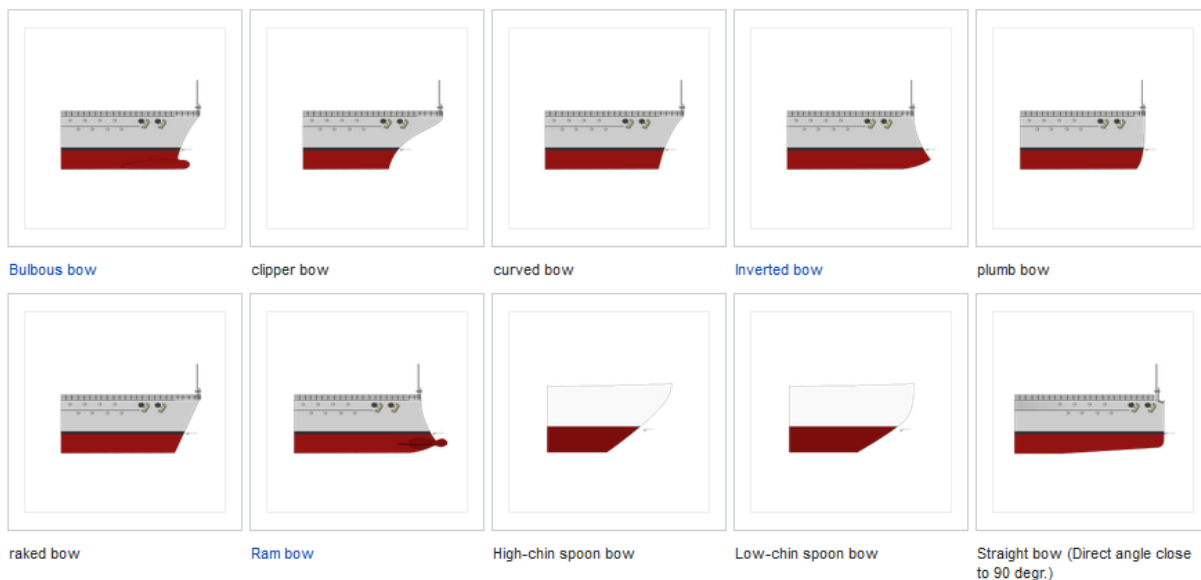 Bulbous bow
clipper bow
curved bow
Inverted bow
plumb bow
raked bow
Ram bow
High-chin spoon bow
Low-chin spoon bow
Straight bow (Direct angle close
to 90 degr.)